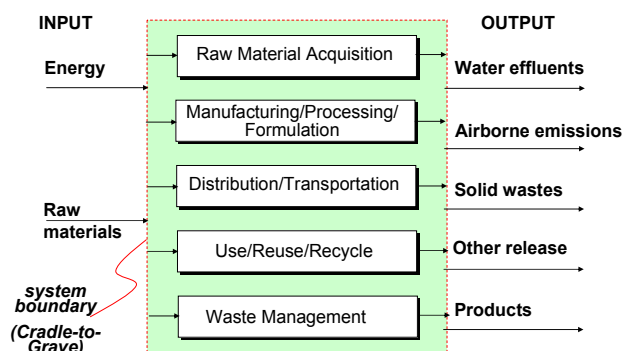 INPUT
OUTPUT
Raw Material Acquisition
Energy
Water effluents
Manufacturing/Processing/
Formulation
Airborne emissions
Distribution/Transportation
Solid wastes
Raw
materials
Use/Reuse/Recycle
Other release
system
boundary
(Cradle-to-
Grave)
Waste Management
Products